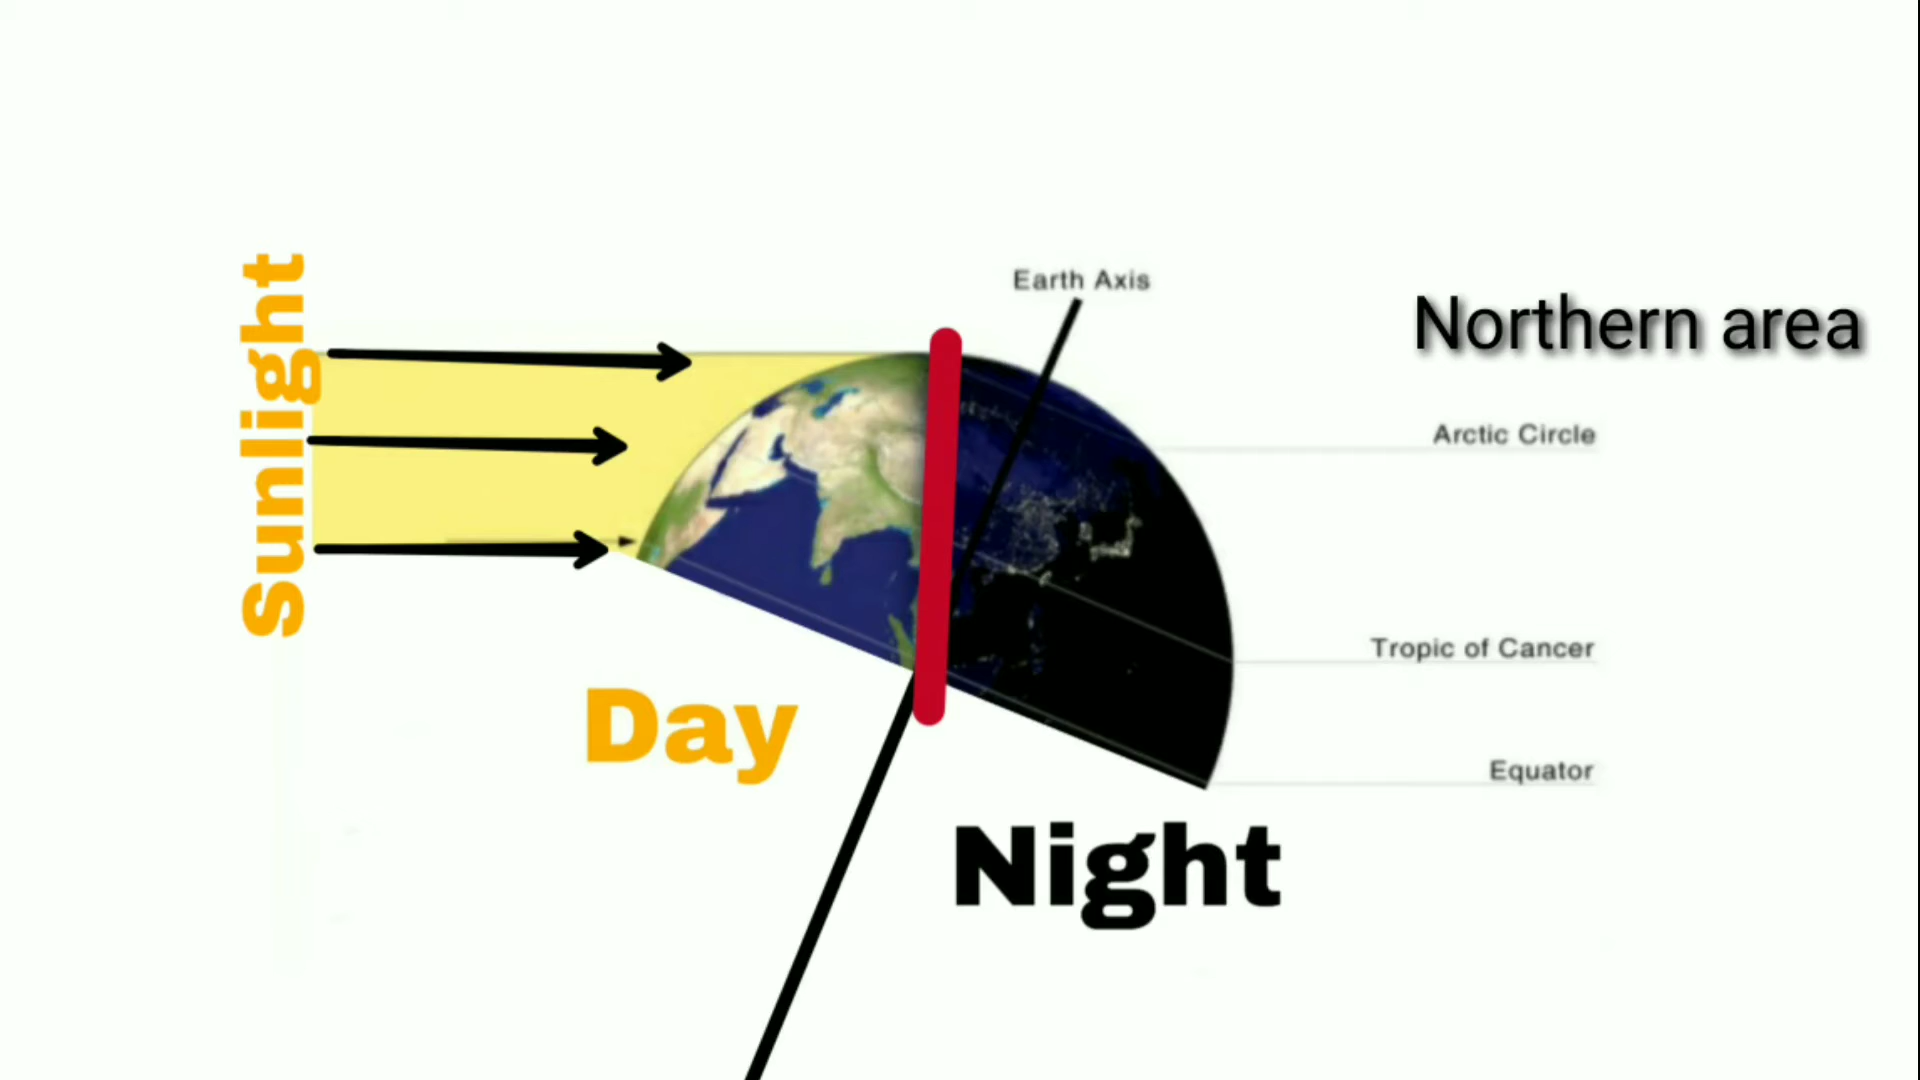 Sunlight
Earth Axis
Northern area
Arctic Circle
Tropic of Cancer
Day
Equator
Night